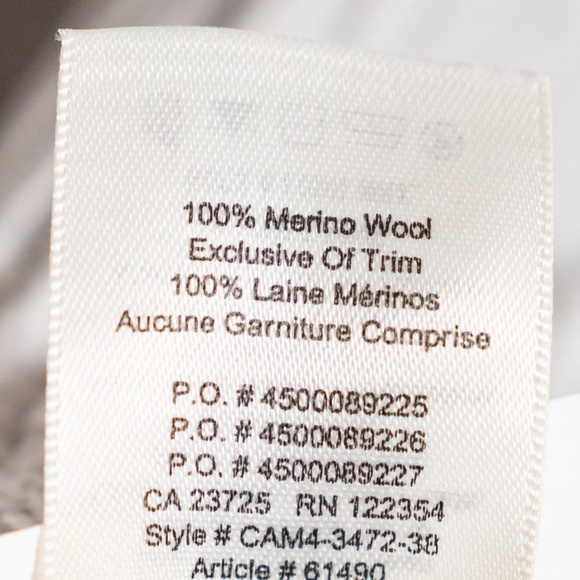 100% Merino Wool
Exclusive Of Trim
100% Laine Mérinos
Aucune Garniture Comprise
P.O. # 4500089225
P.O. # 4500089226
P.O. # 4500089227
CA 23725 RN 122354
Style # CAM4-3472-38
Article # 61490